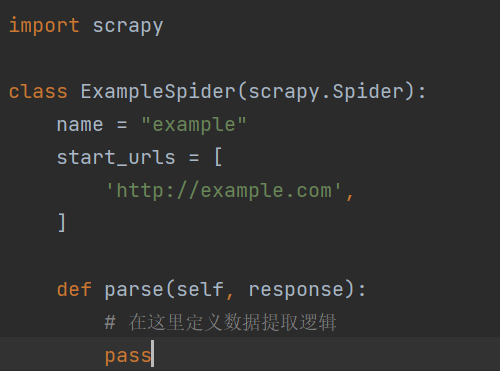 import scrapy
class ExampleSpider(scrapy.Spider):
    name = "example"
    start_urls = [
        'http://example.com',
    ]
    def parse(self, response):
        # 在这里定义数据提取逻辑
        pass